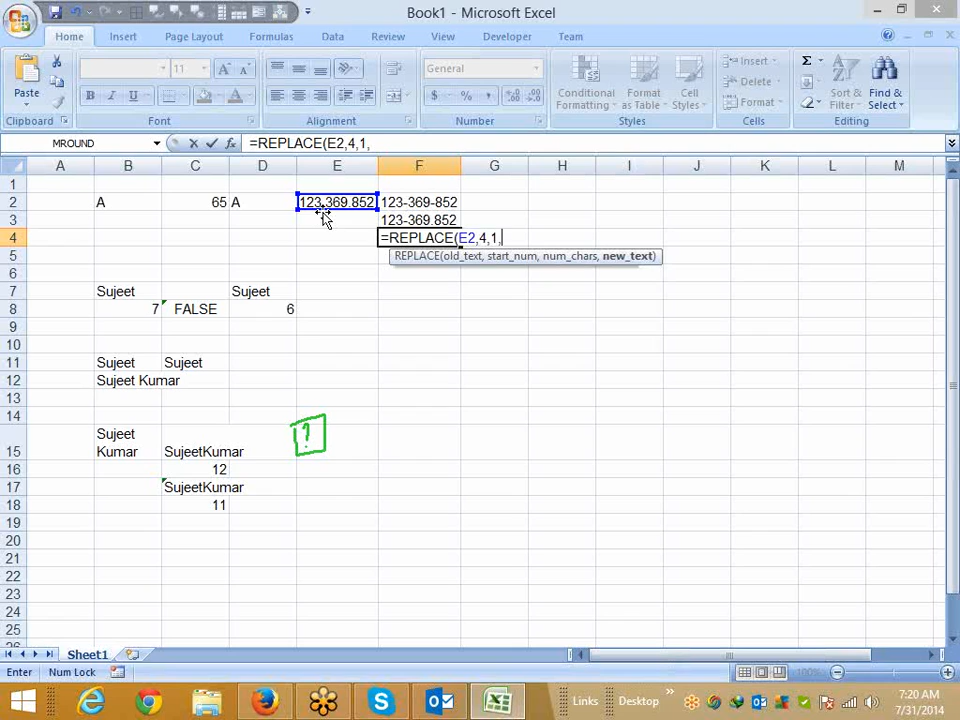 Book1 - Microsoft Excel
Home Insert Page Layout Formulas Data Review View Developer Team
Paste
11 A A
General
Conditional Formatting
Format as Table
Cell Styles
Insert
Delete
Format
Sort & Filter
Find & Select
B I U
$ % ,
Clipboard Font Alignment Number Styles Cells Editing
MROUND =REPLACE(E2,4,1,
A B C D E F G H I J K L M
1
2 A 65 A 123.369.852 123-369-852
3 123-369.852
4 =REPLACE(E2,4,1,
5 REPLACE(old_text, start_num, num_chars, new_text)
6
7 Sujeet Sujeet
8 7 FALSE 6
9
10
11 Sujeet Sujeet
12 Sujeet Kumar
13
14
Sujeet
15 Kumar SujeetKumar
?
16 12
17 SujeetKumar
18 11
19
20
21
22
23
24
25
Sheet1
Enter Num Lock 100%
Links Desktop »
7:20 AM
7/31/2014